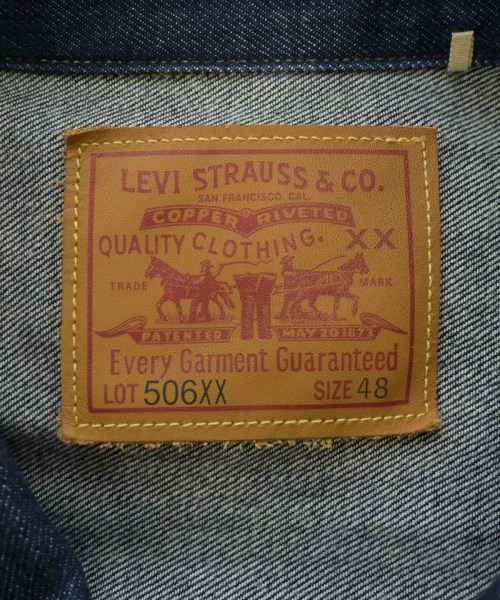 LEVI STRAUSS & CO.
SAN FRANCISCO, CAL.
COPPER RIVETED
QUALITY CLOTHING. XX
TRADE MARK
PATENTED MAY 20 1873
Every Garment Guaranteed
LOT 506XX SIZE 48